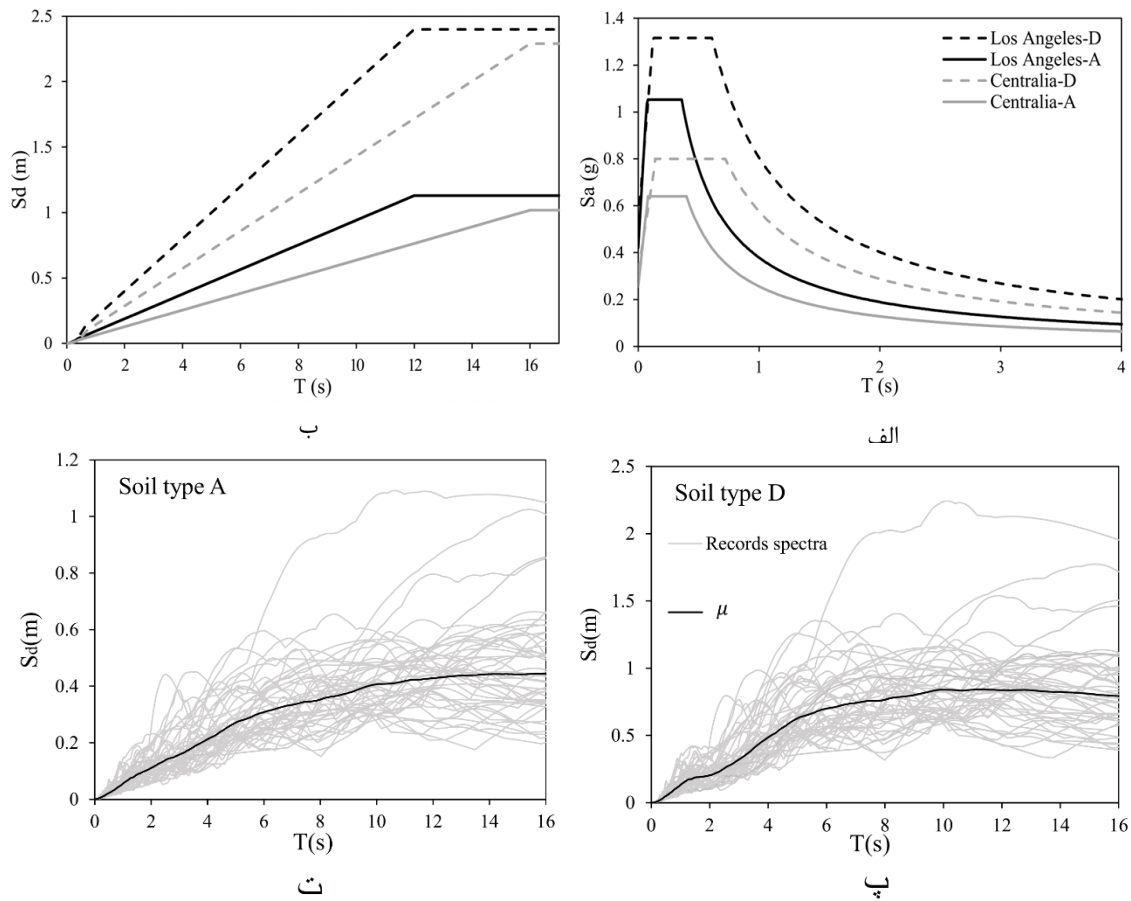 2.5
2
1.5
1
0.5
0
Sd (m)
0 2 4 6 8 10 12 14 16
T (s)
ب
1.4
1.2
1
0.8
0.6
0.4
0.2
0
Sa (g)
Los Angeles-D
Los Angeles-A
Centralia-D
Centralia-A
0 1 2 3 4
T (s)
الف
1.2
1
0.8
0.6
0.4
0.2
0
Sd(m)
Soil type A
0 2 4 6 8 10 12 14 16
T(s)
ت
2.5
2
1.5
1
0.5
0
Sd(m)
Soil type D
Records spectra
μ
0 2 4 6 8 10 12 14 16
T(s)
پ